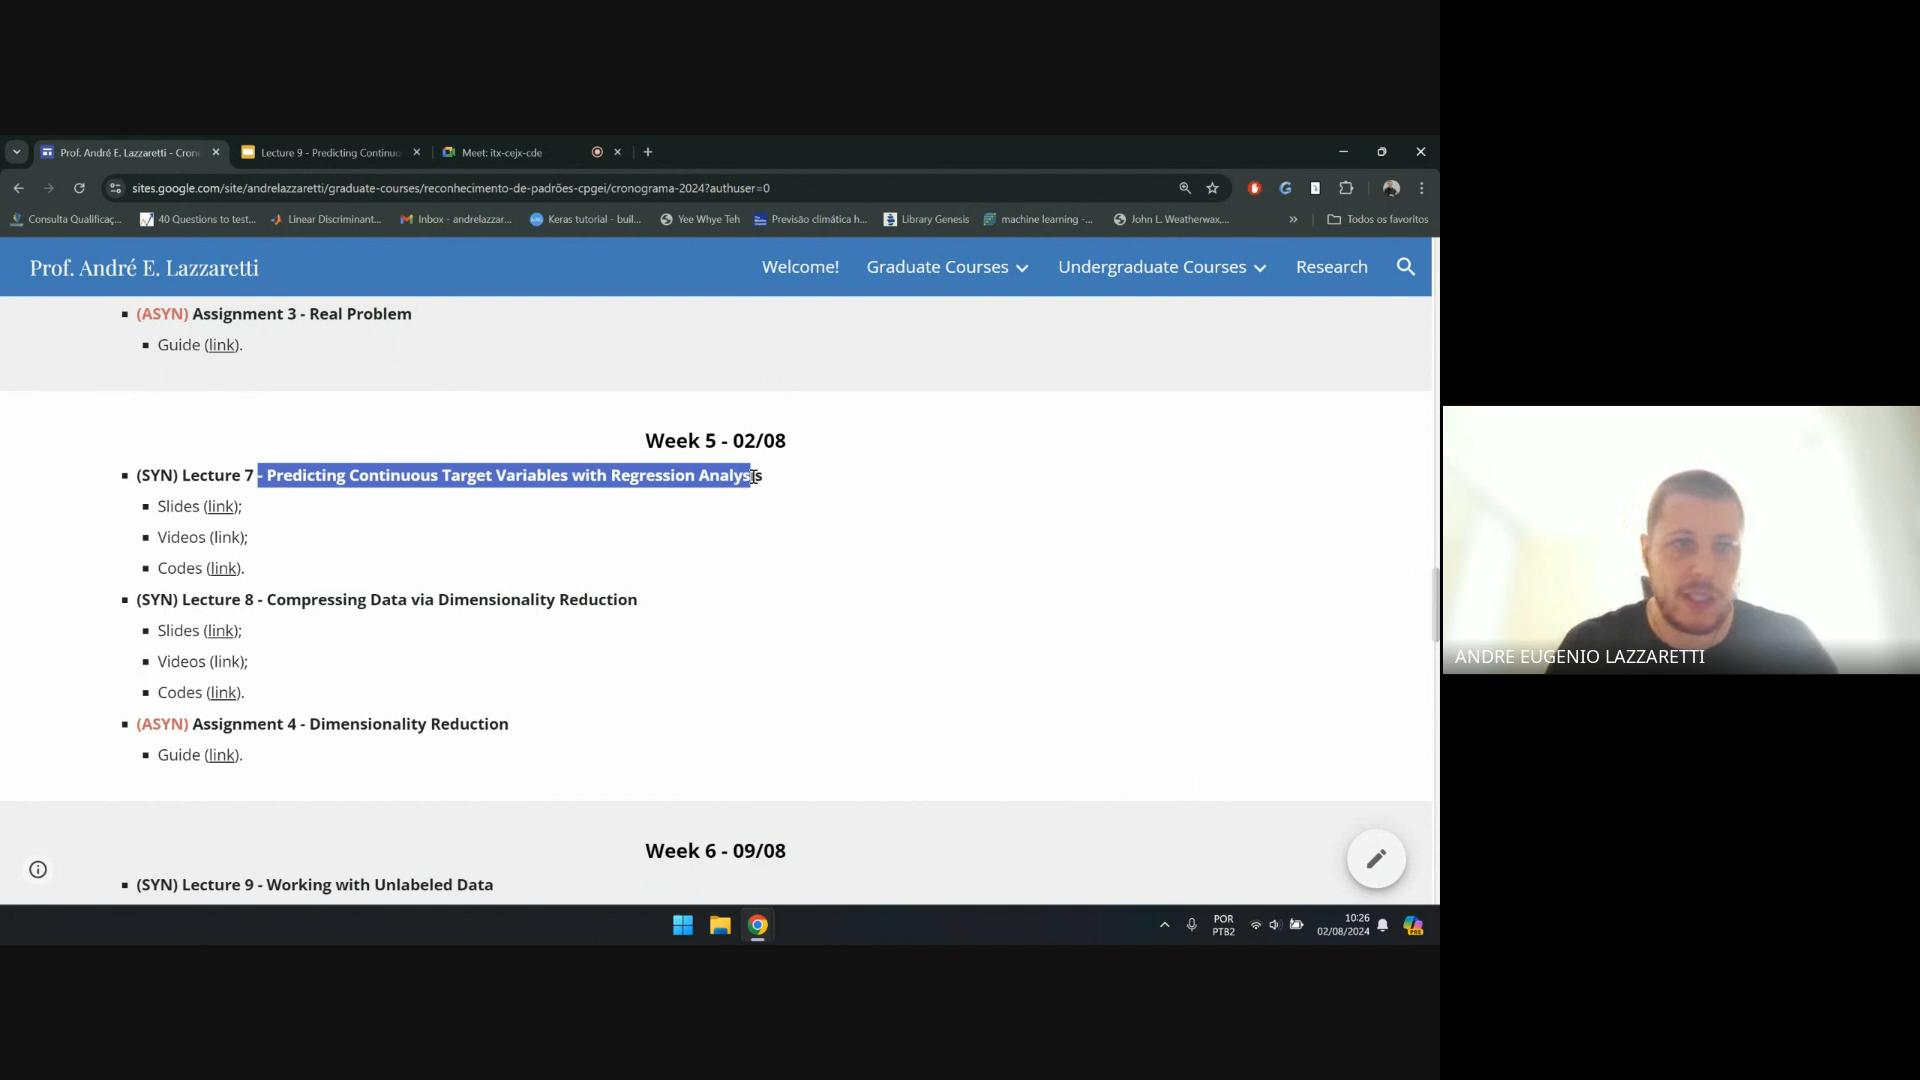 Prof. André E. Lazzaretti - Cron
Lecture 9 - Predicting Continuo
Meet: itx-cejx-cde
sites.google.com/site/andrelazzaretti/graduate-courses/reconhecimento-de-padrões-cpgei/cronograma-2024?authuser=0
Consulta Qualificaç...
40 Questions to test...
Linear Discriminant...
Inbox - andrelazzar...
Keras tutorial - buil...
Yee Whye Teh
Previsão climática h...
Library Genesis
machine learning -...
John L. Weatherwax,...
Todos os favoritos
Prof. André E. Lazzaretti
Welcome!
Graduate Courses
Undergraduate Courses
Research
(ASYN) Assignment 3 - Real Problem
Guide (link).
Week 5 - 02/08
(SYN) Lecture 7 - Predicting Continuous Target Variables with Regression Analysis
Slides (link);
Videos (link);
Codes (link).
(SYN) Lecture 8 - Compressing Data via Dimensionality Reduction
Slides (link);
Videos (link);
Codes (link).
(ASYN) Assignment 4 - Dimensionality Reduction
Guide (link).
Week 6 - 09/08
(SYN) Lecture 9 - Working with Unlabeled Data
ANDRE EUGENIO LAZZARETTI
POR
PTB2
10:26
02/08/2024